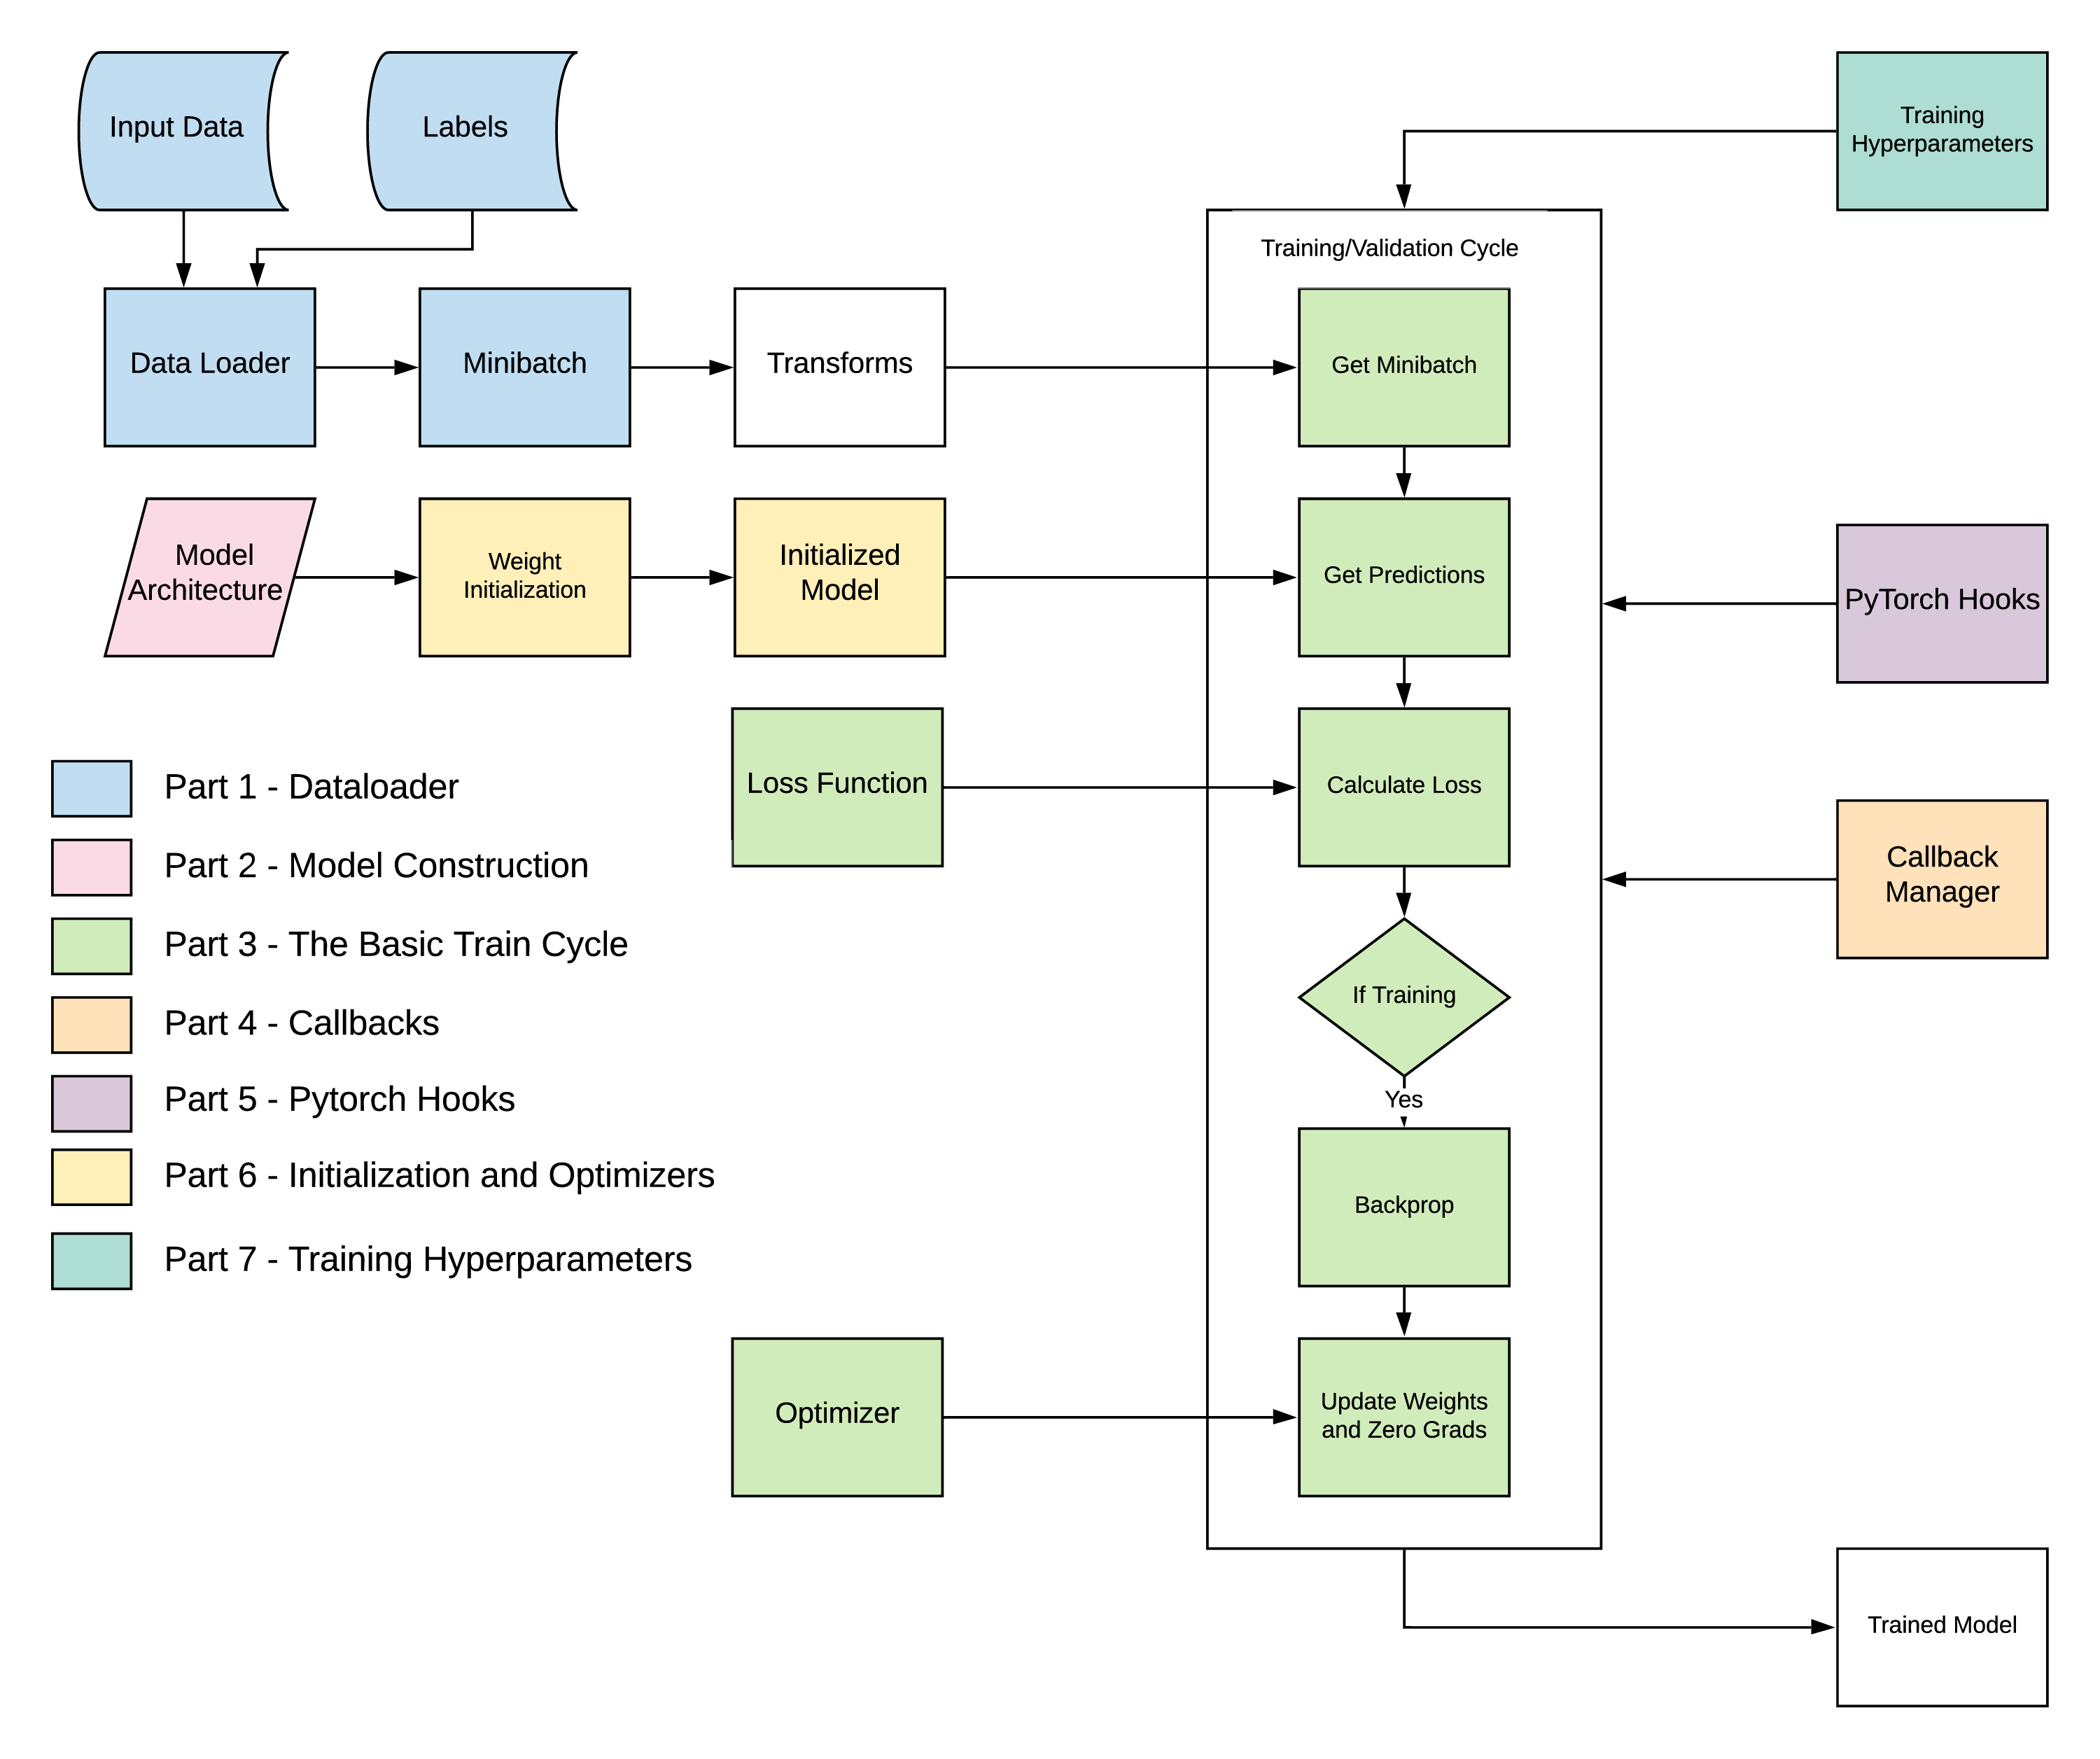 Input Data
Labels
Training
Hyperparameters
Training/Validation Cycle
Data Loader
Minibatch
Transforms
Get Minibatch
Model
Architecture
Weight
Initialization
Initialized
Model
Get Predictions
PyTorch Hooks
Loss Function
Calculate Loss
Callback
Manager
Part 1 - Dataloader
Part 2 - Model Construction
Part 3 - The Basic Train Cycle
Part 4 - Callbacks
Part 5 - Pytorch Hooks
Part 6 - Initialization and Optimizers
Part 7 - Training Hyperparameters
If Training
Yes
Backprop
Optimizer
Update Weights
and Zero Grads
Trained Model